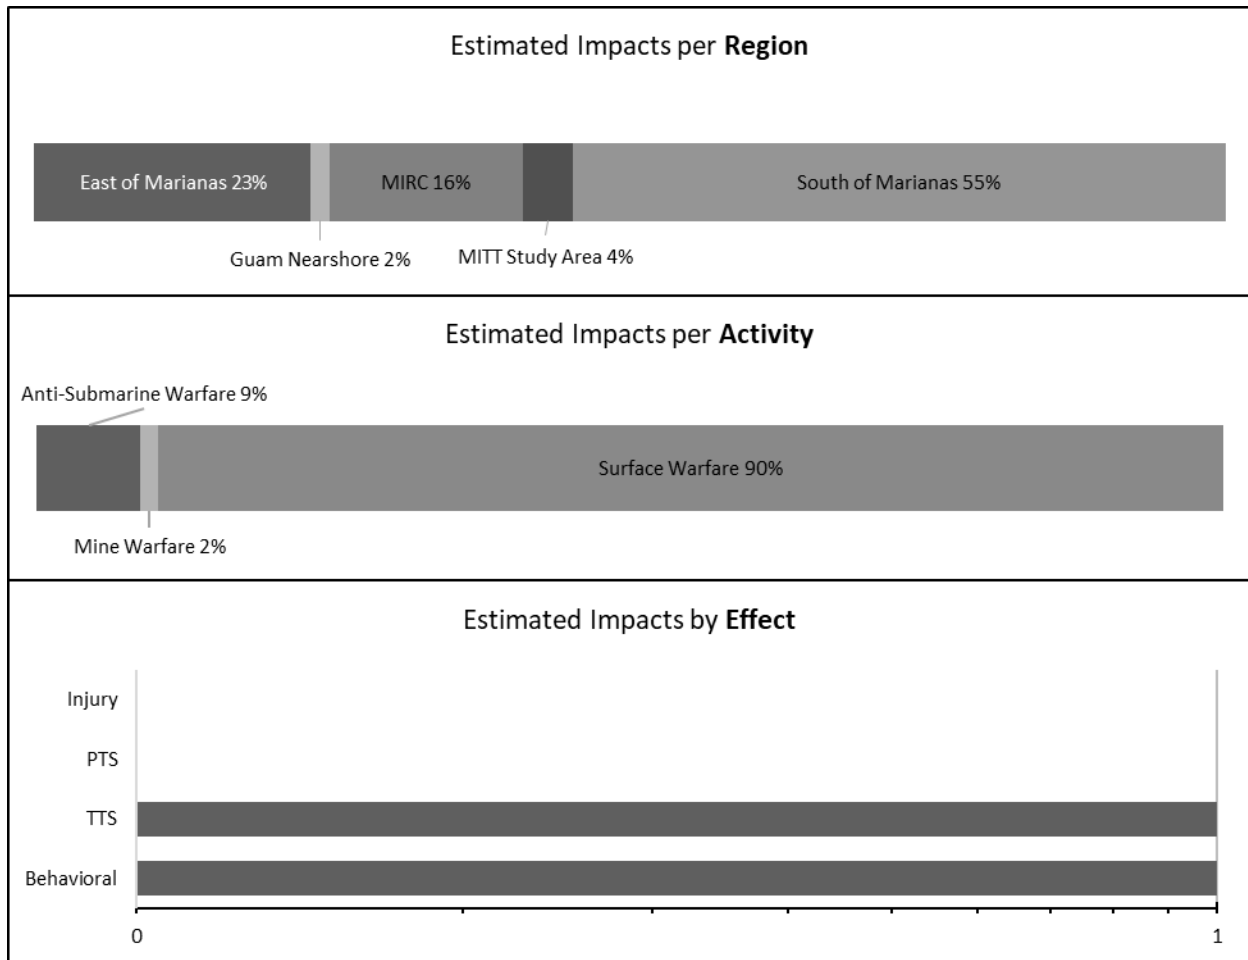 Estimated Impacts per Region
East of Marianas 23%
MIRC 16%
South of Marianas 55%
Guam Nearshore 2%
MITT Study Area 4%
Estimated Impacts per Activity
Anti-Submarine Warfare 9%
Surface Warfare 90%
Mine Warfare 2%
Estimated Impacts by Effect
Injury
PTS
TTS
Behavioral
0
1